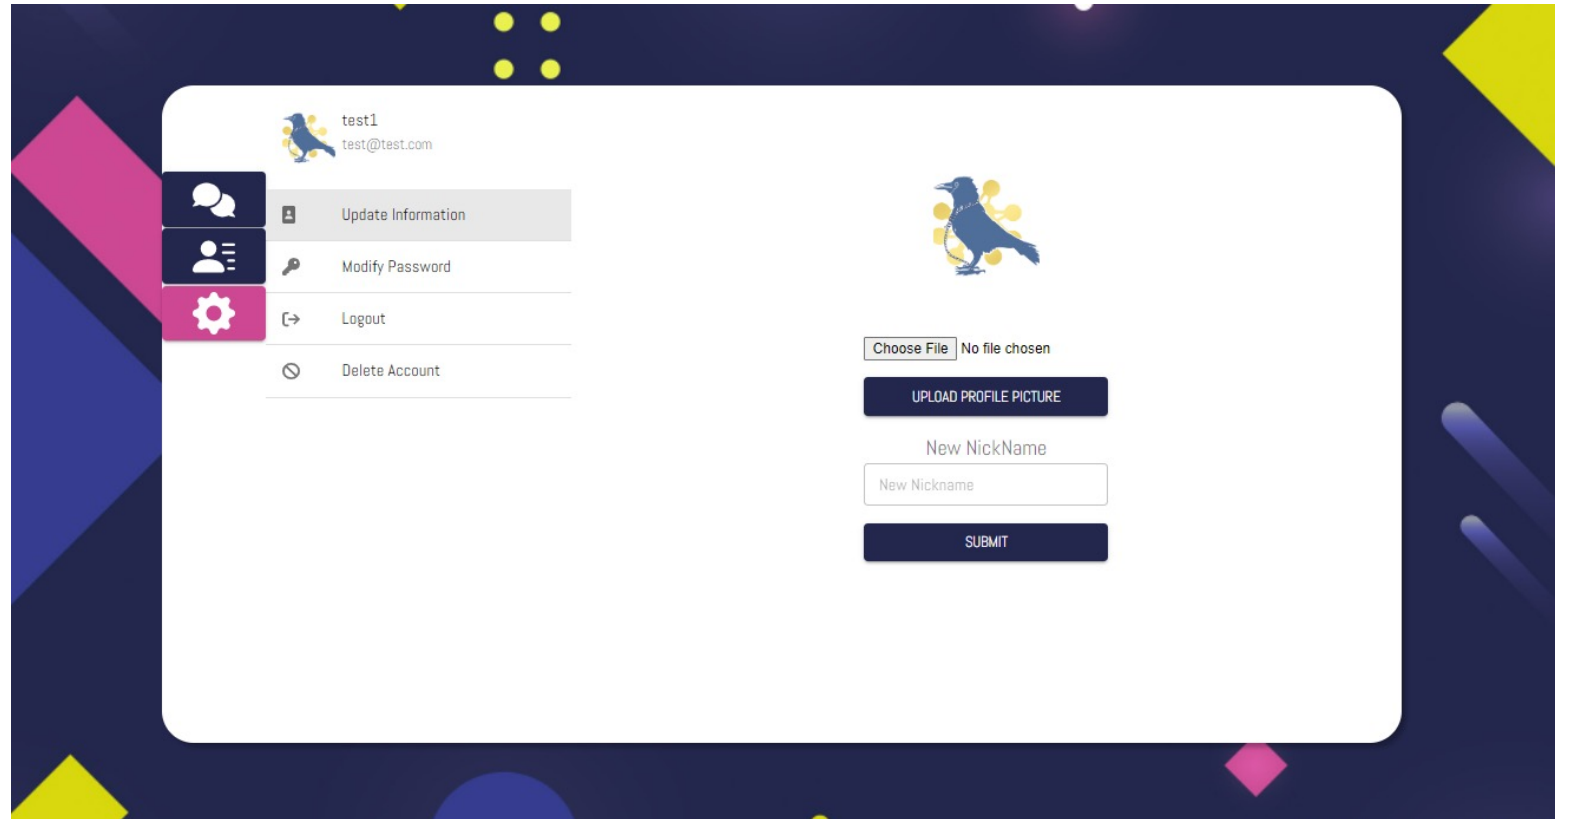 test1
test@test.com
Update Information
Modify Password
Logout
Delete Account
Choose File No file chosen
UPLOAD PROFILE PICTURE
New NickName
New Nickname
SUBMIT